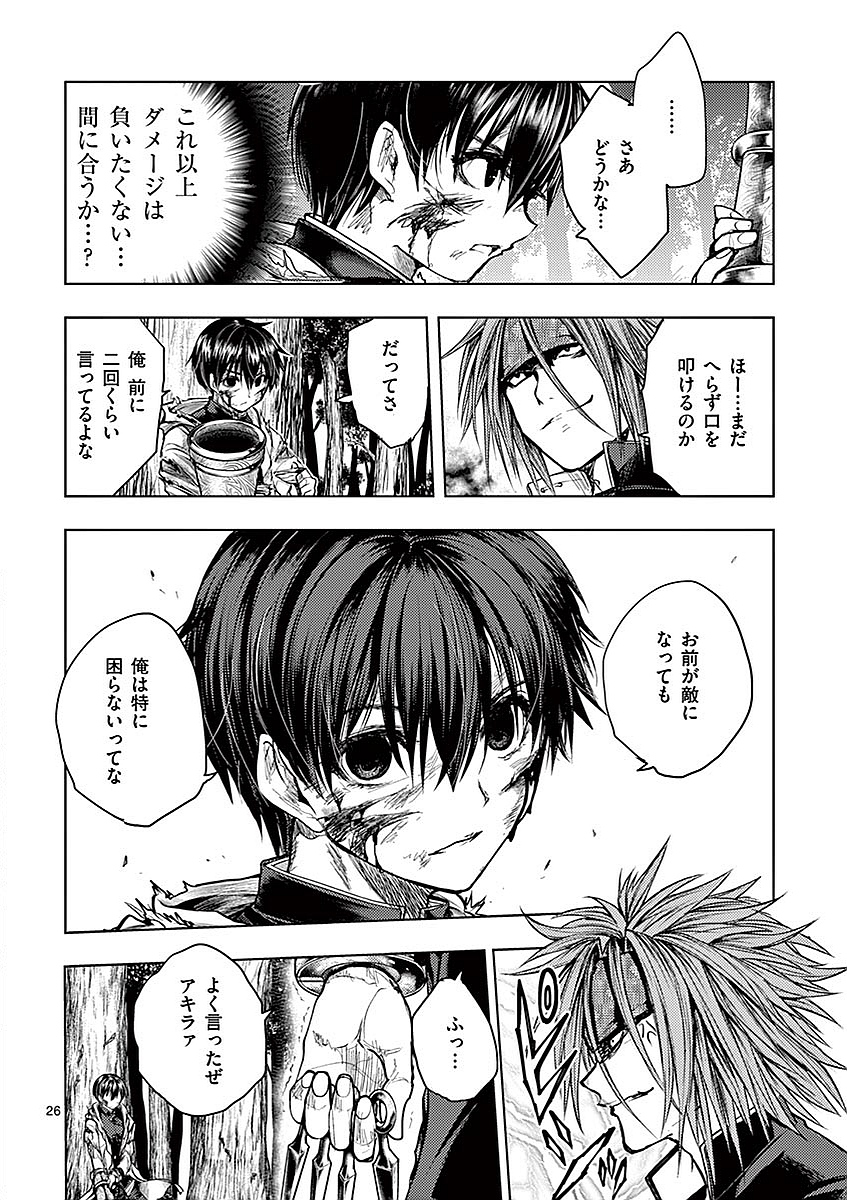 ……
さあ
どうかな…
これ以上
ダメージは
負いたくない…
間に合うか…?
ほー…まだ
へらず口を
叩けるのか
だってさ
俺 前に
二回くらい
言ってるよな
お前が敵に
なっても
俺は特に
困らないってな
ピピ
ふっ…
よく言ったぜ
アキラァ
26